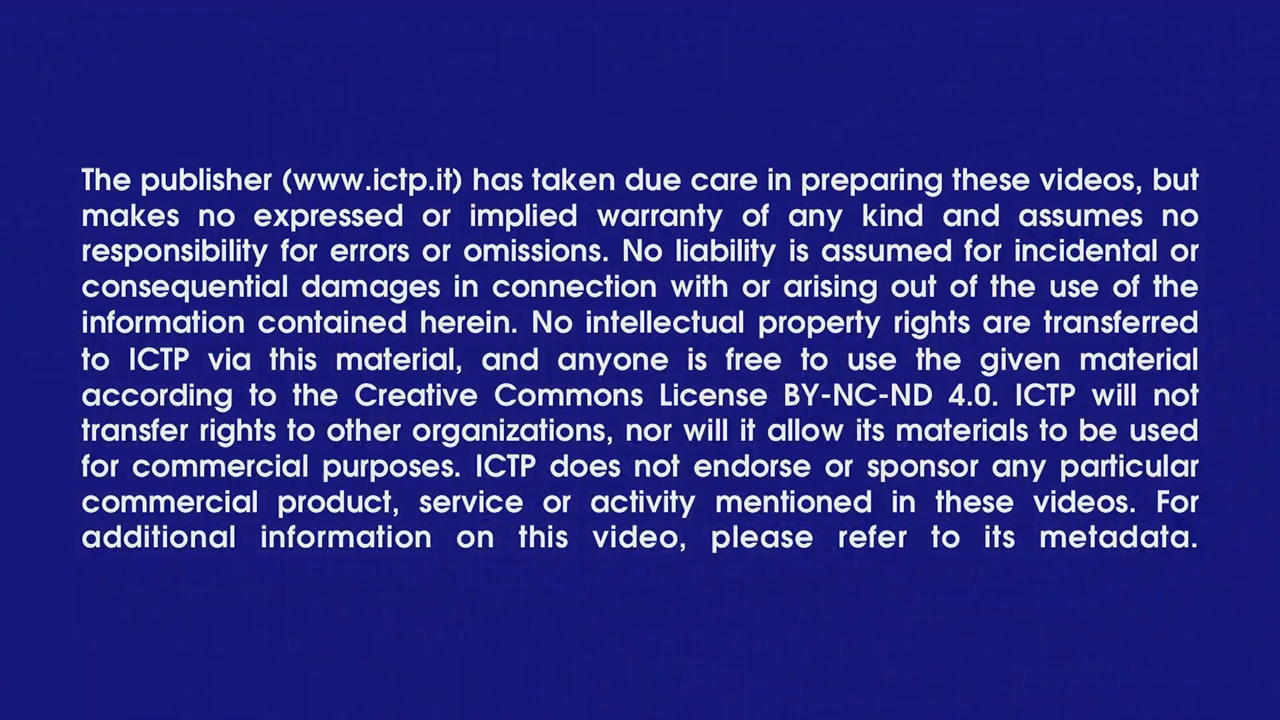 The publisher (www.ictp.it) has taken due care in preparing these videos, but
makes no expressed or implied warranty of any kind and assumes no
responsibility for errors or omissions. No liability is assumed for incidental or
consequential damages in connection with or arising out of the use of the
information contained herein. No intellectual property rights are transferred
to ICTP via this material, and anyone is free to use the given material
according to the Creative Commons License BY-NC-ND 4.0. ICTP will not
transfer rights to other organizations, nor will it allow its materials to be used
for commercial purposes. ICTP does not endorse or sponsor any particular
commercial product, service or activity mentioned in these videos. For
additional information on this video, please refer to its metadata.